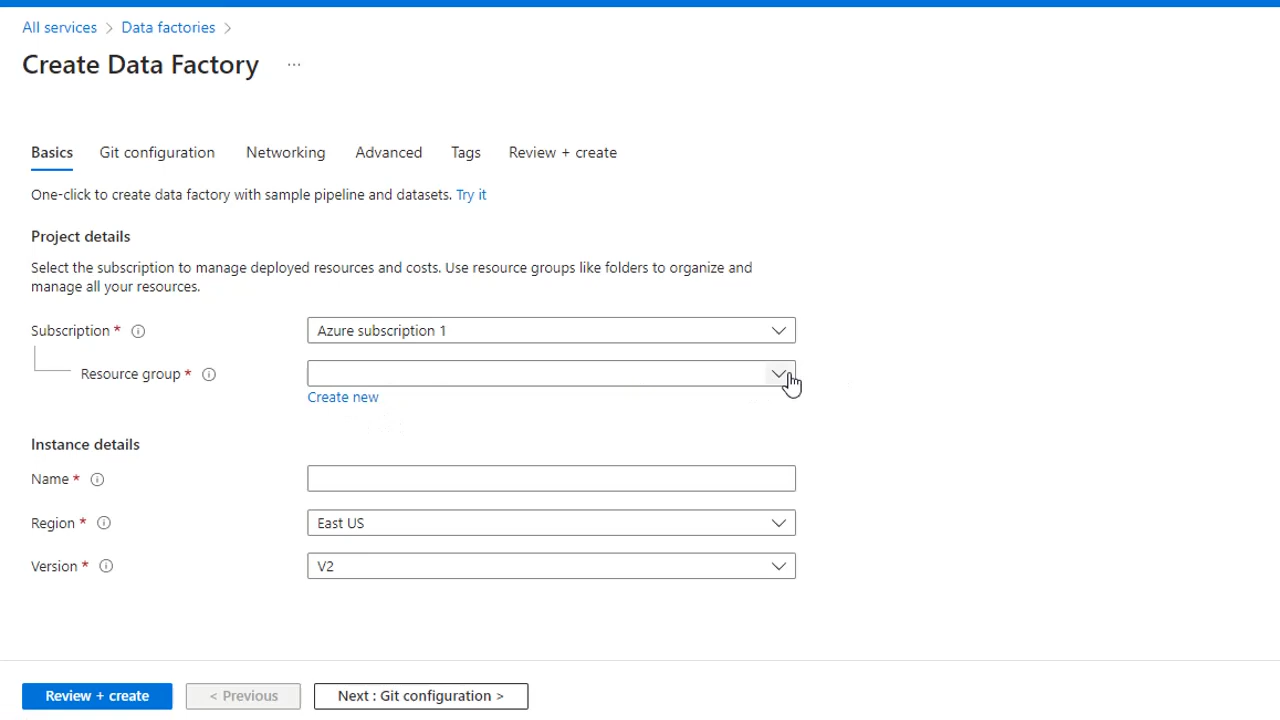 All services > Data factories >
Create Data Factory ...
Basics Git configuration Networking Advanced Tags Review + create
One-click to create data factory with sample pipeline and datasets. Try it
Project details
Select the subscription to manage deployed resources and costs. Use resource groups like folders to organize and
manage all your resources.
Subscription * Azure subscription 1
Resource group *
Create new
Instance details
Name *
Region * East US
Version * V2
Review + create < Previous Next : Git configuration >